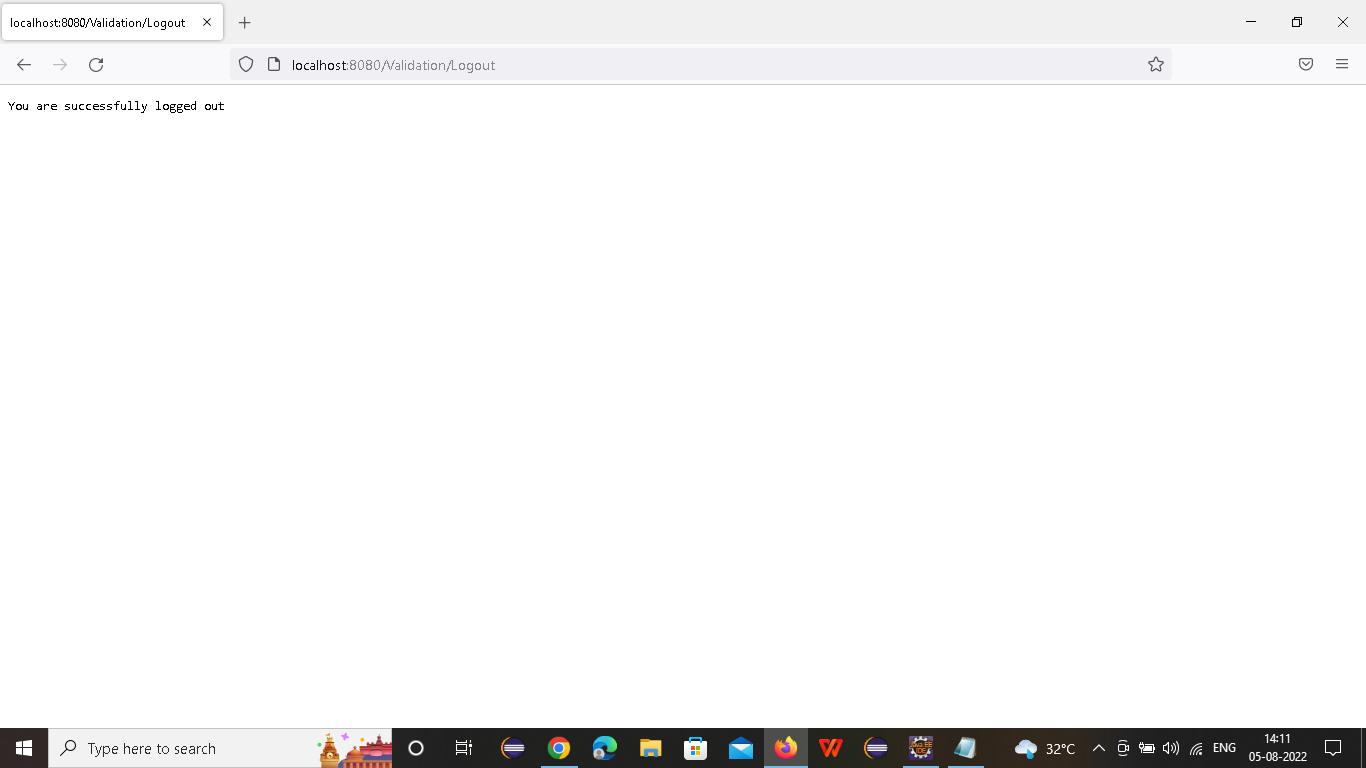 localhost:8080/Validation/Logout
localhost:8080/Validation/Logout
You are successfully logged out
Type here to search
32°C
ENG
14:11
05-08-2022